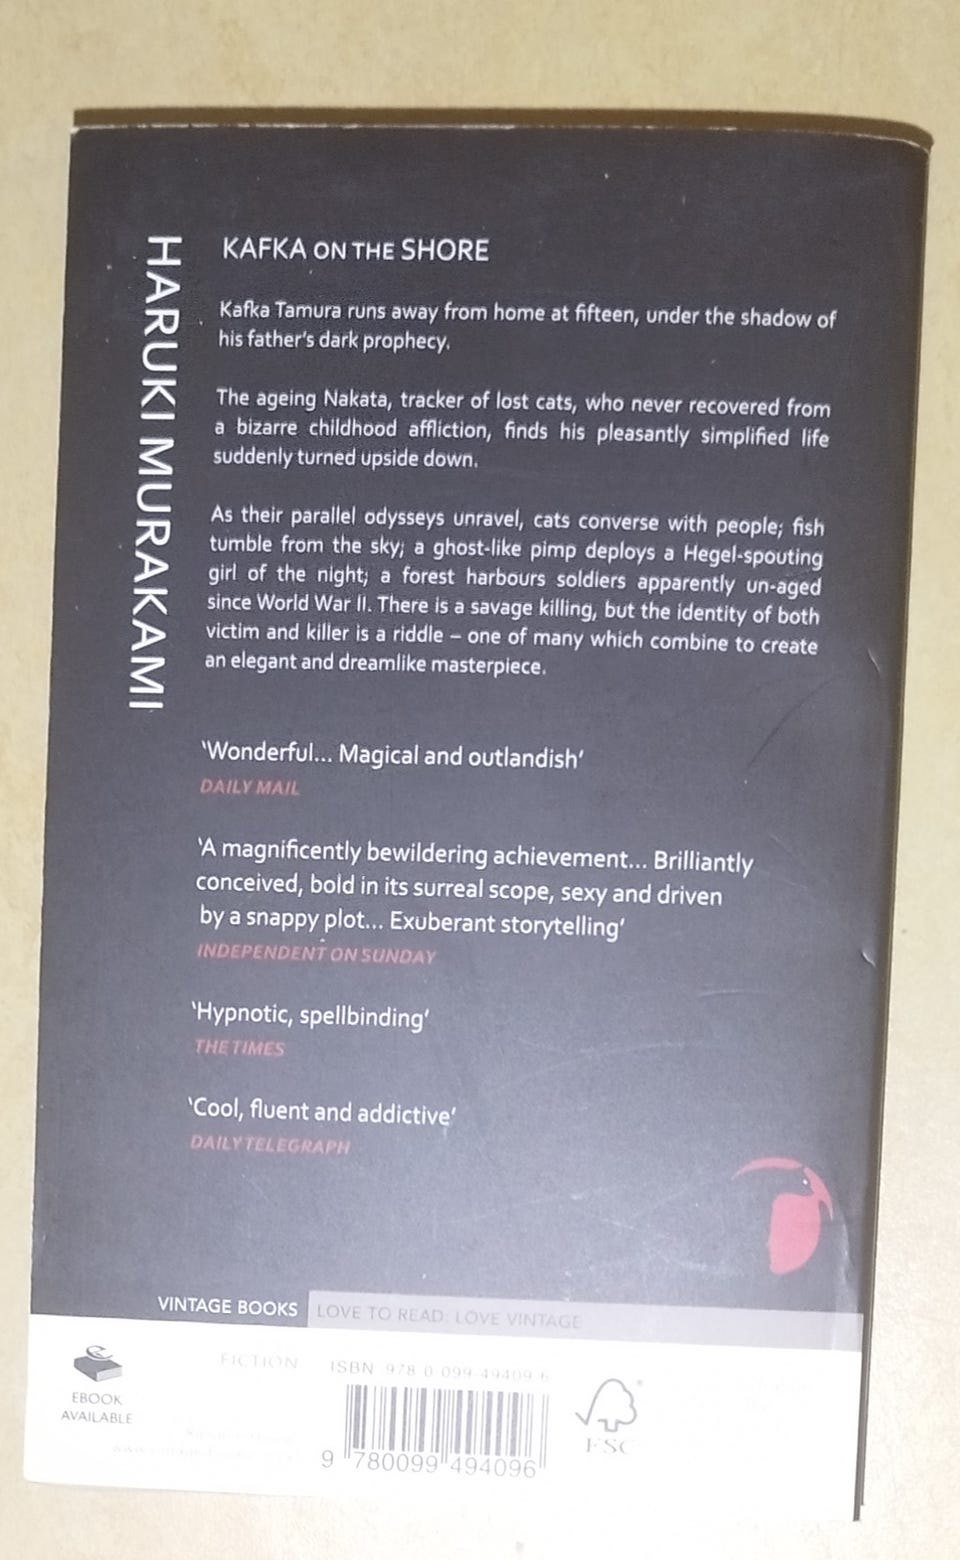 HARUKI MURAKAMI
KAFKA ON THE SHORE
Kafka Tamura runs away from home at fifteen, under the shadow of
his father's dark prophecy.
The ageing Nakata, tracker of lost cats, who never recovered from
a bizarre childhood affliction, finds his pleasantly simplified life
suddenly turned upside down.
As their parallel odysseys unravel, cats converse with people; fish
tumble from the sky; a ghost-like pimp deploys a Hegel-spouting
girl of the night; a forest harbours soldiers apparently un-aged
since World War II. There is a savage killing, but the identity of both
victim and killer is a riddle – one of many which combine to create
an elegant and dreamlike masterpiece.
'Wonderful... Magical and outlandish'
DAILY MAIL
'A magnificently bewildering achievement... Brilliantly
conceived, bold in its surreal scope, sexy and driven
by a snappy plot... Exuberant storytelling'
INDEPENDENT ON SUNDAY
'Hypnotic, spellbinding'
THE TIMES
'Cool, fluent and addictive'
DAILY TELEGRAPH
VINTAGE BOOKS LOVE TO READ: LOVE VINTAGE
FICTION ISBN 978-0-099-49409-6
EBOOK
AVAILABLE
FSC
9 780099 494096